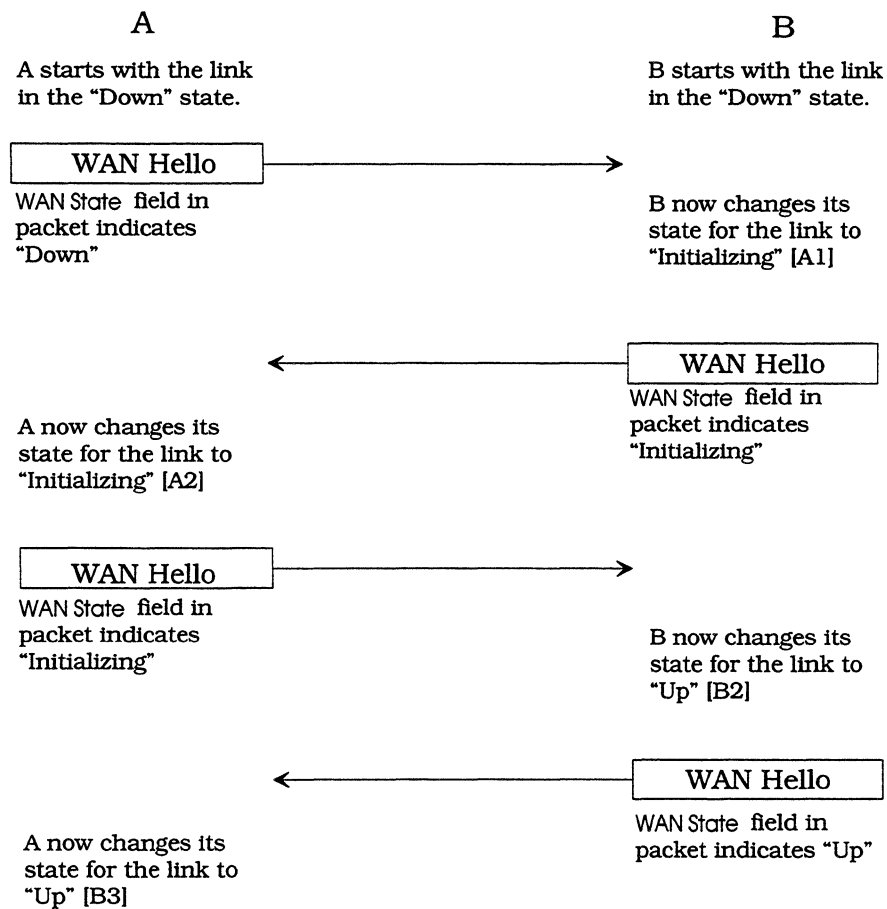 A
B
A starts with the link
in the “Down” state.
B starts with the link
in the “Down” state.
WAN Hello
WAN State field in
packet indicates
“Down”
B now changes its
state for the link to
“Initializing” [A1]
WAN Hello
WAN State field in
packet indicates
“Initializing”
A now changes its
state for the link to
“Initializing” [A2]
WAN Hello
WAN State field in
packet indicates
“Initializing”
B now changes its
state for the link to
“Up” [B2]
WAN Hello
WAN State field in
packet indicates “Up”
A now changes its
state for the link to
“Up” [B3]